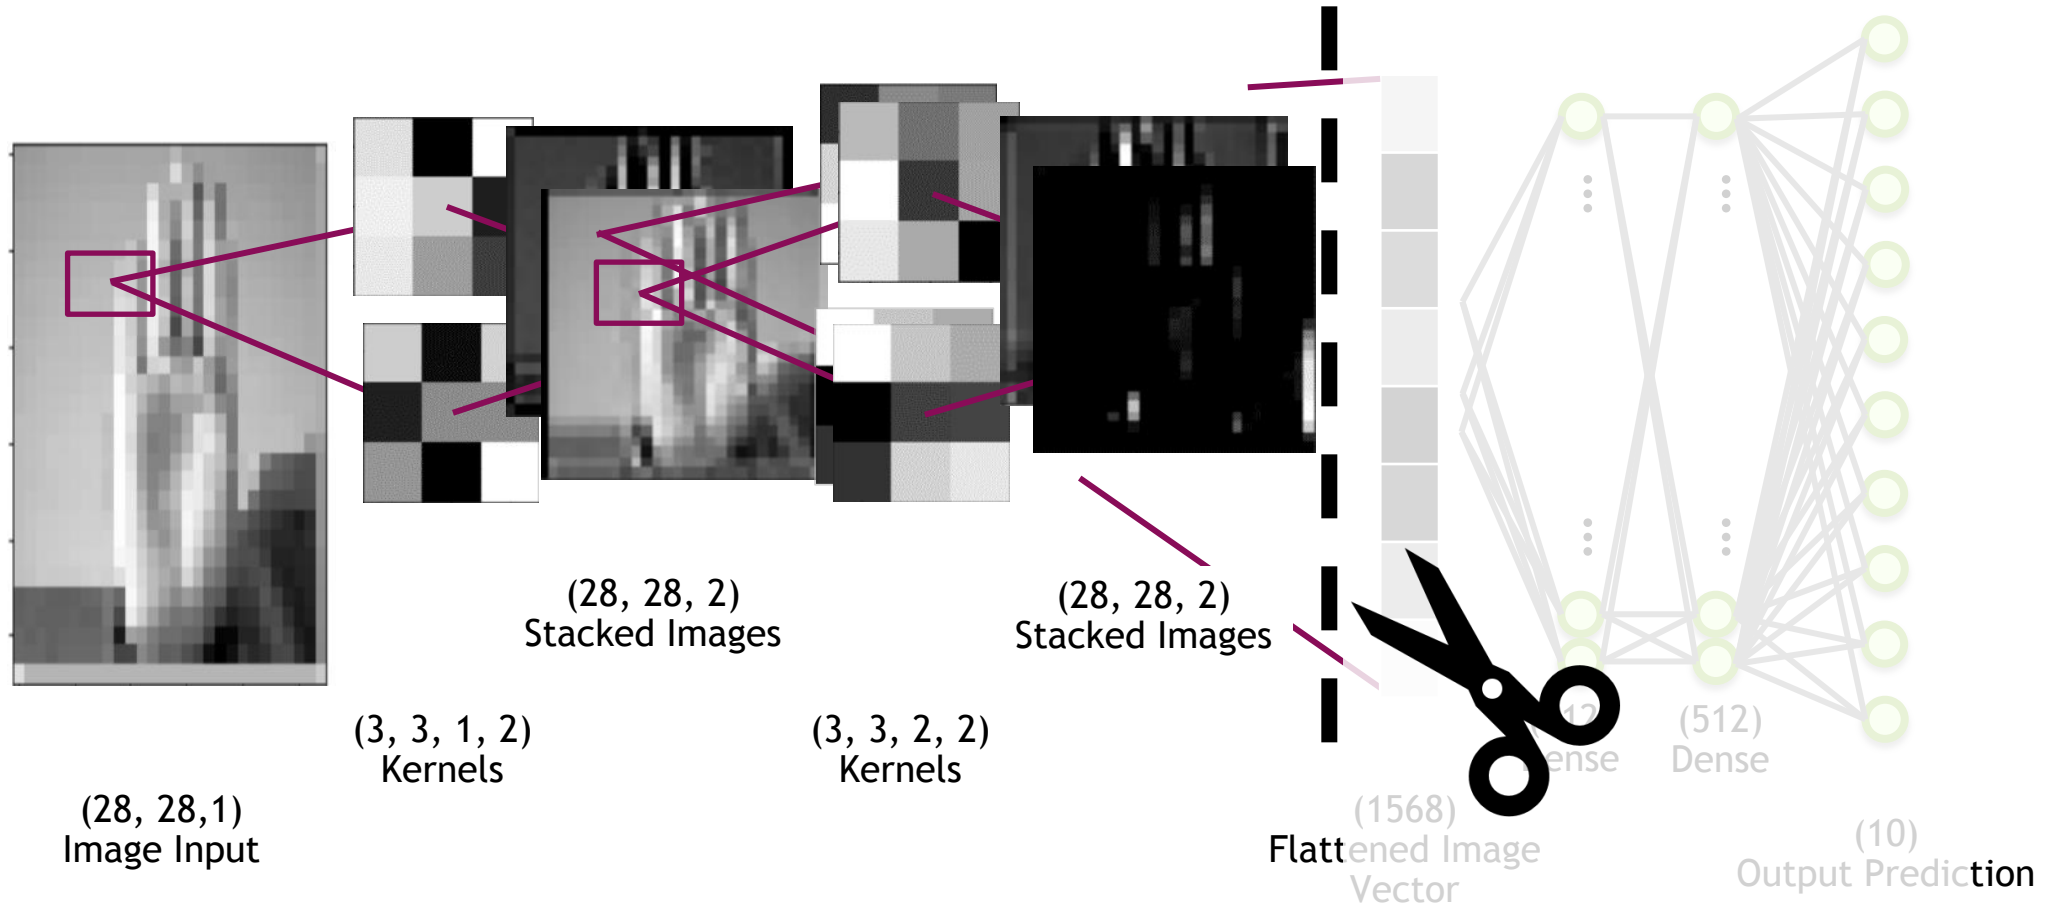 (28, 28, 2)
Stacked Images
(28, 28, 2)
Stacked Images
(3, 3, 1, 2)
Kernels
(3, 3, 2, 2)
Kernels
(512)
Dense
(28, 28,1)
Image Input
(1568)
Flattened Image
Vector
(10)
Output Prediction